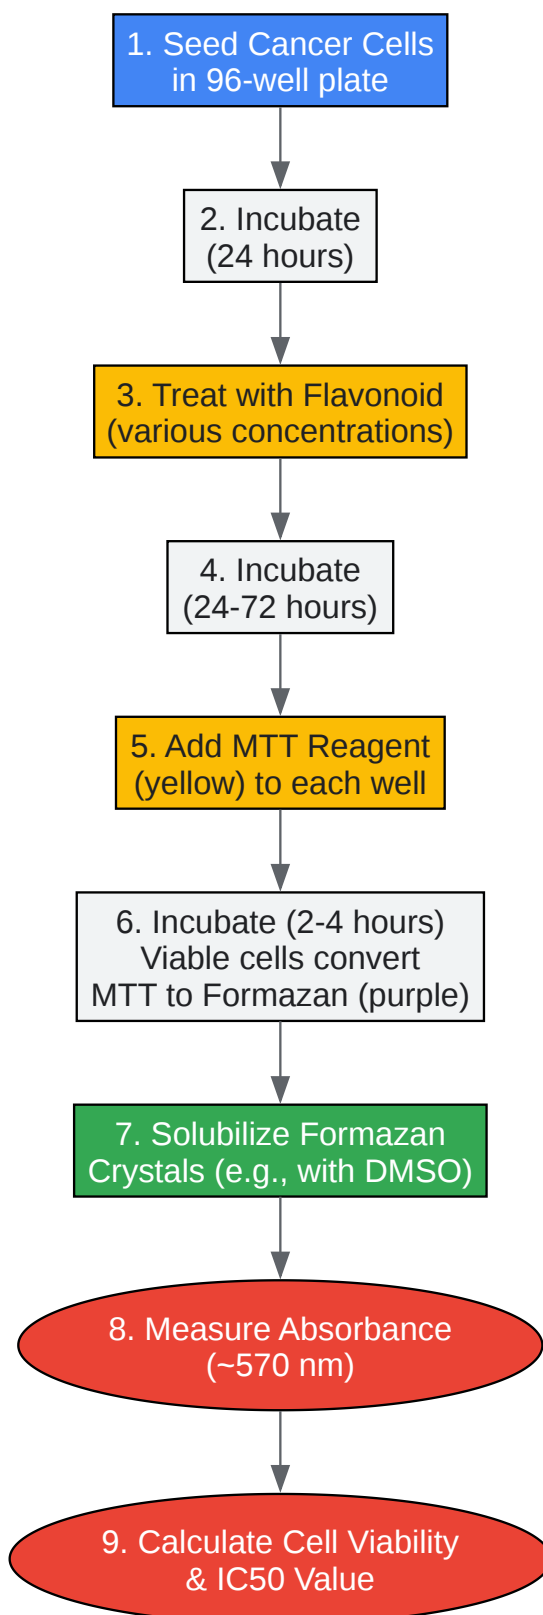 1. Seed Cancer Cells
in 96-well plate
2. Incubate
(24 hours)
3. Treat with Flavonoid
(various concentrations)
4. Incubate
(24-72 hours)
5. Add MTT Reagent
(yellow) to each well
6. Incubate (2-4 hours)
Viable cells convert
MTT to Formazan (purple)
7. Solubilize Formazan
Crystals (e.g., with DMSO)
8. Measure Absorbance
(~570 nm)
9. Calculate Cell Viability
& IC50 Value